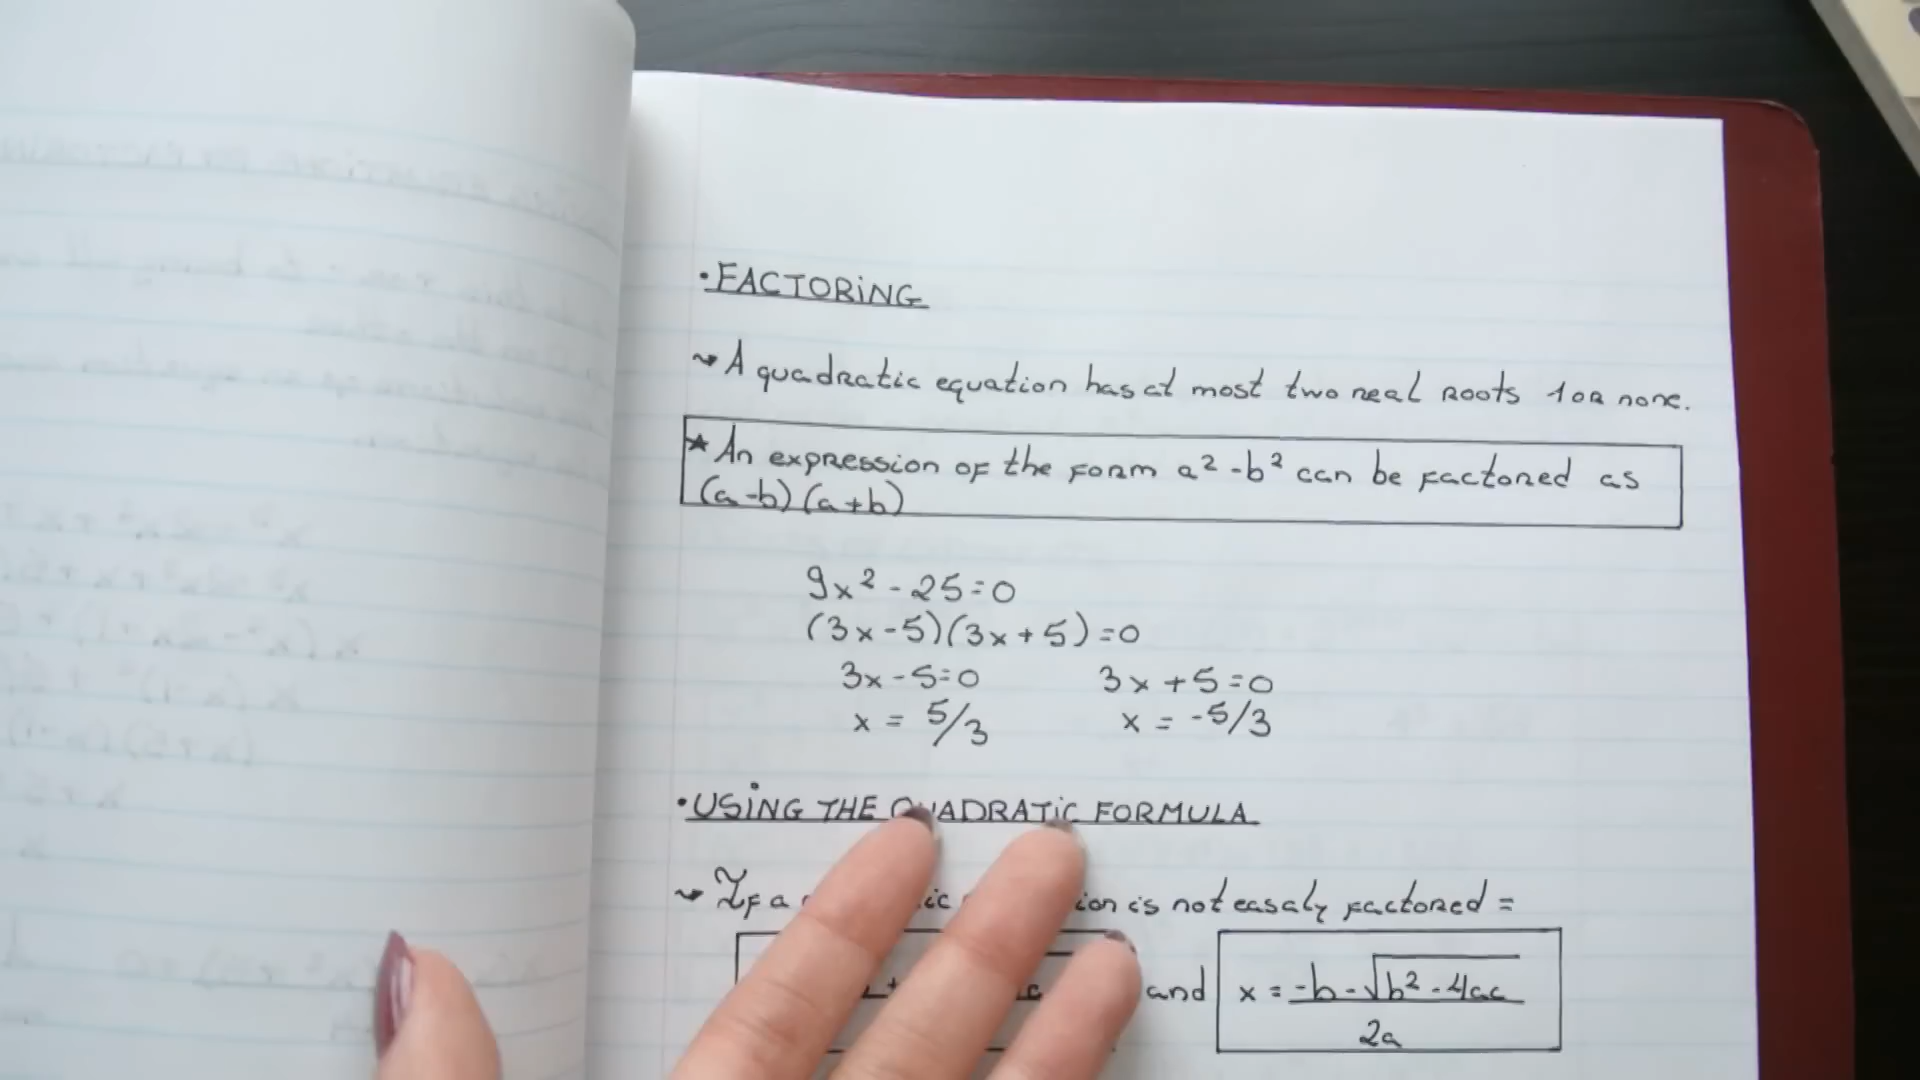 • FACTORING
A quadratic equation has at most two real roots 1 or none.
★ An expression of the form a² - b² can be factored as
(a-b)(a+b)
9x² - 25 = 0
(3x - 5)(3x + 5) = 0
3x - 5 = 0 3x + 5 = 0
x = 5/3 x = -5/3
• USING THE QUADRATIC FORMULA
If a is not easaly factored =
and x = -b - √b² - 4ac
2a